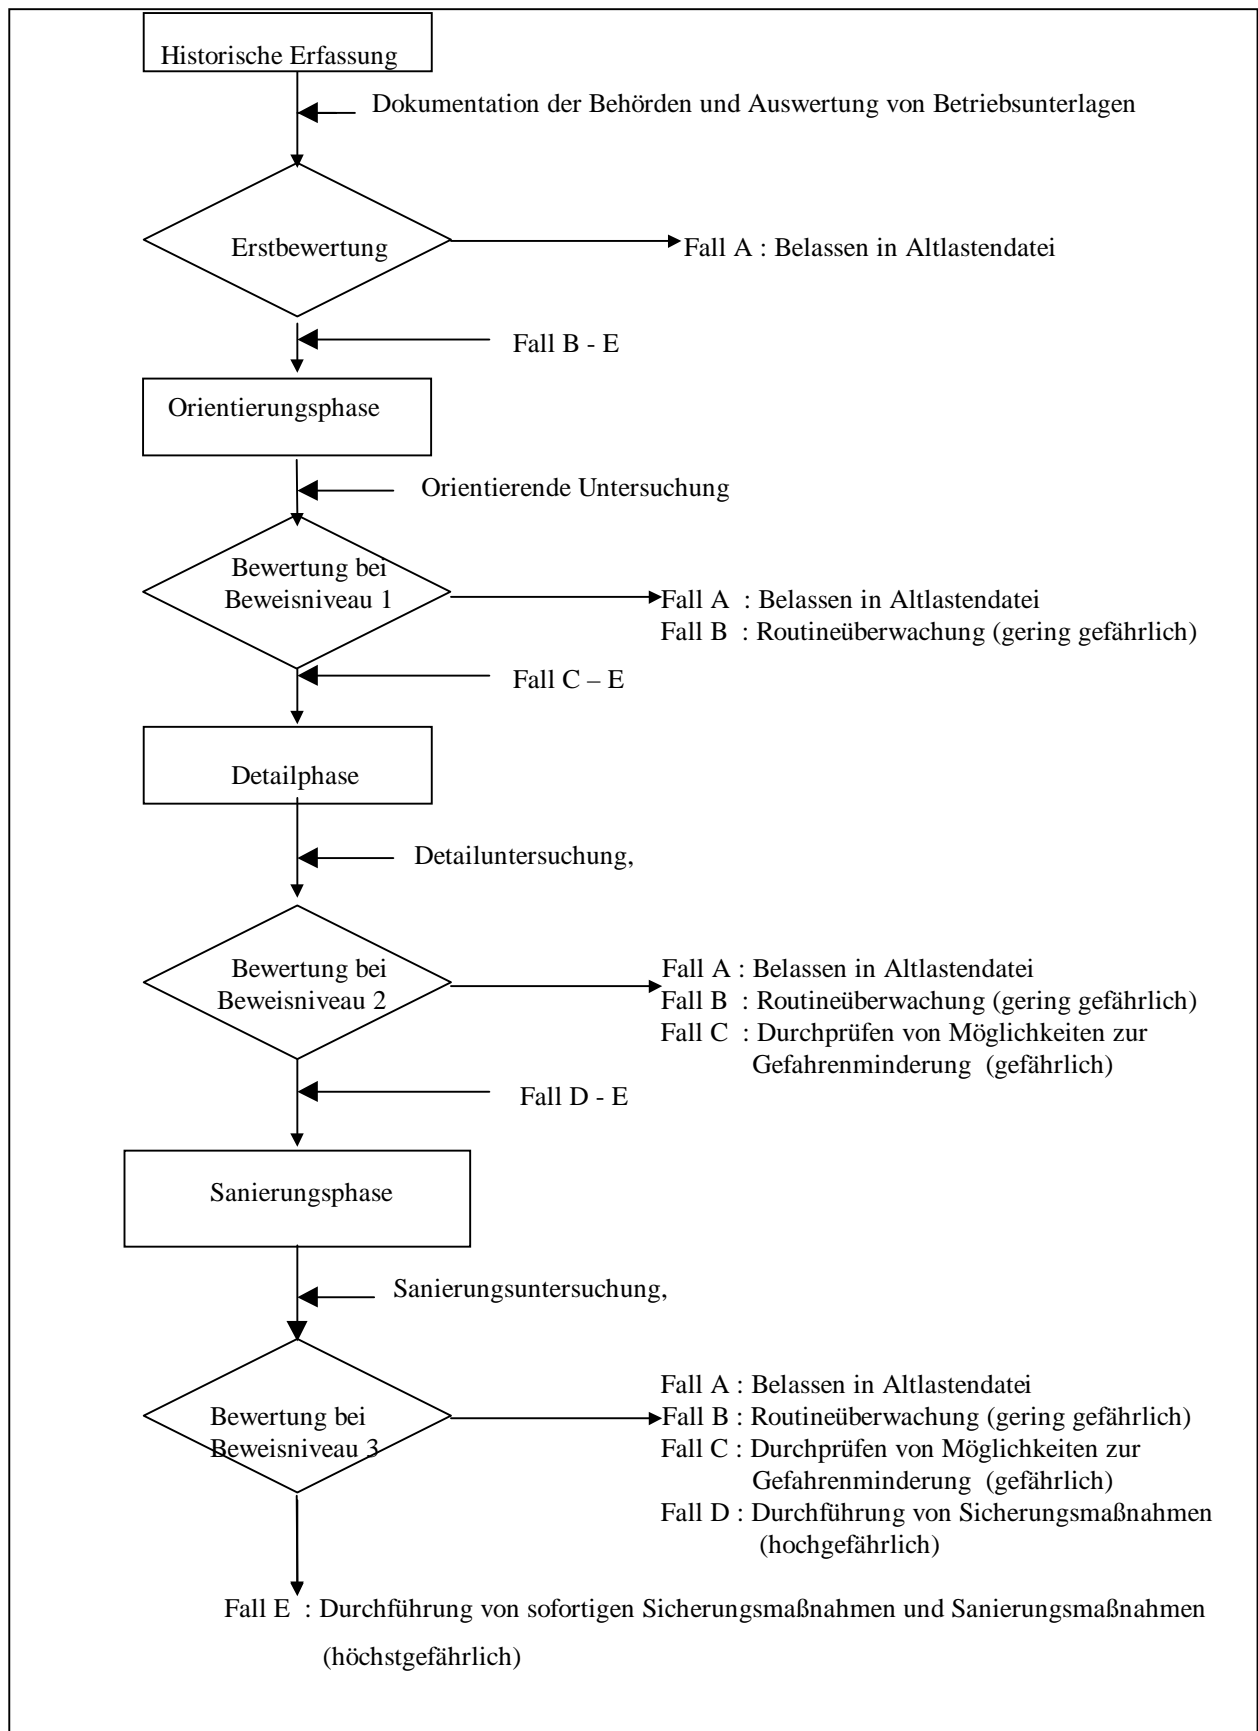 Historische Erfassung
Dokumentation der Behörden und Auswertung von Betriebsunterlagen
Erstbewertung
Fall A : Belassen in Altlastendatei
Fall B - E
Orientierungsphase
Orientierende Untersuchung
Bewertung bei
Beweisniveau 1
Fall A : Belassen in Altlastendatei
Fall B : Routineüberwachung (gering gefährlich)
Fall C – E
Detailphase
Detailuntersuchung,
Bewertung bei
Beweisniveau 2
Fall A : Belassen in Altlastendatei
Fall B : Routineüberwachung (gering gefährlich)
Fall C : Durchprüfen von Möglichkeiten zur
Gefahrenminderung (gefährlich)
Fall D - E
Sanierungsphase
Sanierungsuntersuchung,
Bewertung bei
Beweisniveau 3
Fall A : Belassen in Altlastendatei
Fall B : Routineüberwachung (gering gefährlich)
Fall C : Durchprüfen von Möglichkeiten zur
Gefahrenminderung (gefährlich)
Fall D : Durchführung von Sicherungsmaßnahmen
(hochgefährlich)
Fall E : Durchführung von sofortigen Sicherungsmaßnahmen und Sanierungsmaßnahmen
(höchstgefährlich)